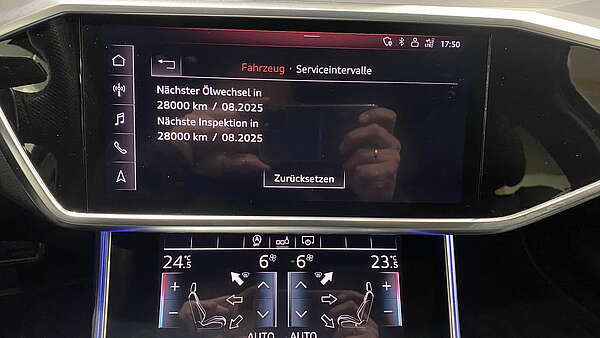 17:50
Fahrzeug · Serviceintervalle
Nächster Ölwechsel in
28000 km / 08.2025
Nächste Inspektion in
28000 km / 08.2025
Zurücksetzen
24.5 °C 6 6 23.5 °C
+ +
- -
AUTO AUTO